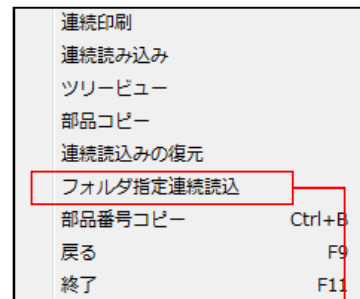 連続印刷
連続読み込み
ツリービュー
部品コピー
連続読込みの復元
フォルダ指定連続読込
部品番号コピー Ctrl+B
戻る F9
終了 F11